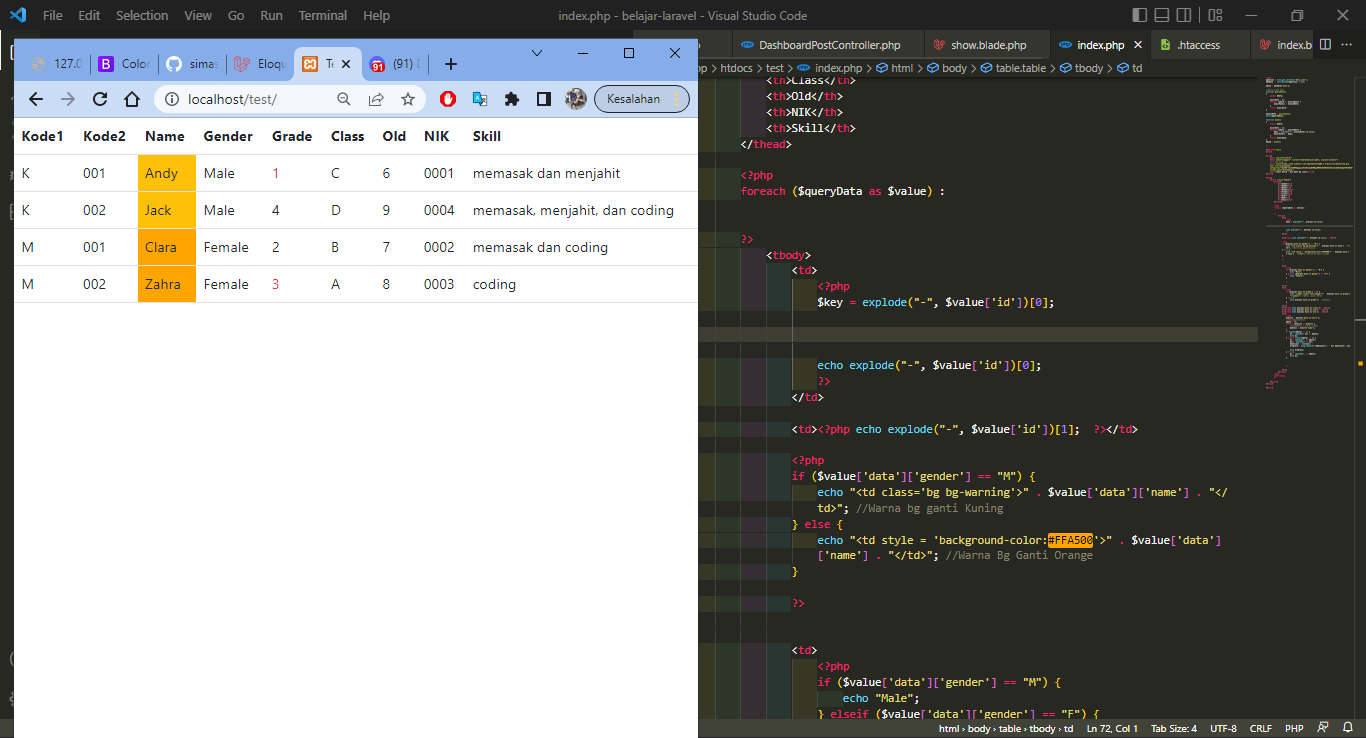 File Edit Selection View Go Run Terminal Help
index.php - belajar-laravel - Visual Studio Code
DashboardPostController.php
show.blade.php
index.php
.htaccess
index.b
htdocs > test > index.php > html > body > table.table > tbody > td
127.0
Color
simas
Eloqu
Te
(91)
localhost/test/
Kesalahan
Kode1 Kode2 Name Gender Grade Class Old NIK Skill
K 001 Andy Male 1 C 6 0001 memasak dan menjahit
K 002 Jack Male 4 D 9 0004 memasak, menjahit, dan coding
M 001 Clara Female 2 B 7 0002 memasak dan coding
M 002 Zahra Female 3 A 8 0003 coding
<th>Class</th>
<th>Old</th>
<th>NIK</th>
<th>Skill</th>
</thead>
<?php
foreach ($queryData as $value) :
?>
<tbody>
<td>
<?php
$key = explode("-", $value['id'])[0];
echo explode("-", $value['id'])[0];
?>
</td>
<td><?php echo explode("-", $value['id'])[1];  ?></td>
<?php
if ($value['data']['gender'] == "M") {
echo "<td class='bg bg-warning'>" . $value['data']['name'] . "</
td>"; //Warna bg ganti Kuning
} else {
echo "<td style = 'background-color:#FFA500'>" . $value['data']
['name'] . "</td>"; //Warna Bg Ganti Orange
}
?>
<td>
<?php
if ($value['data']['gender'] == "M") {
echo "Male";
} elseif ($value['data']['gender'] == "F") {
html > body > table > tbody > td
Ln 72, Col 1
Tab Size: 4
UTF-8
CRLF
PHP